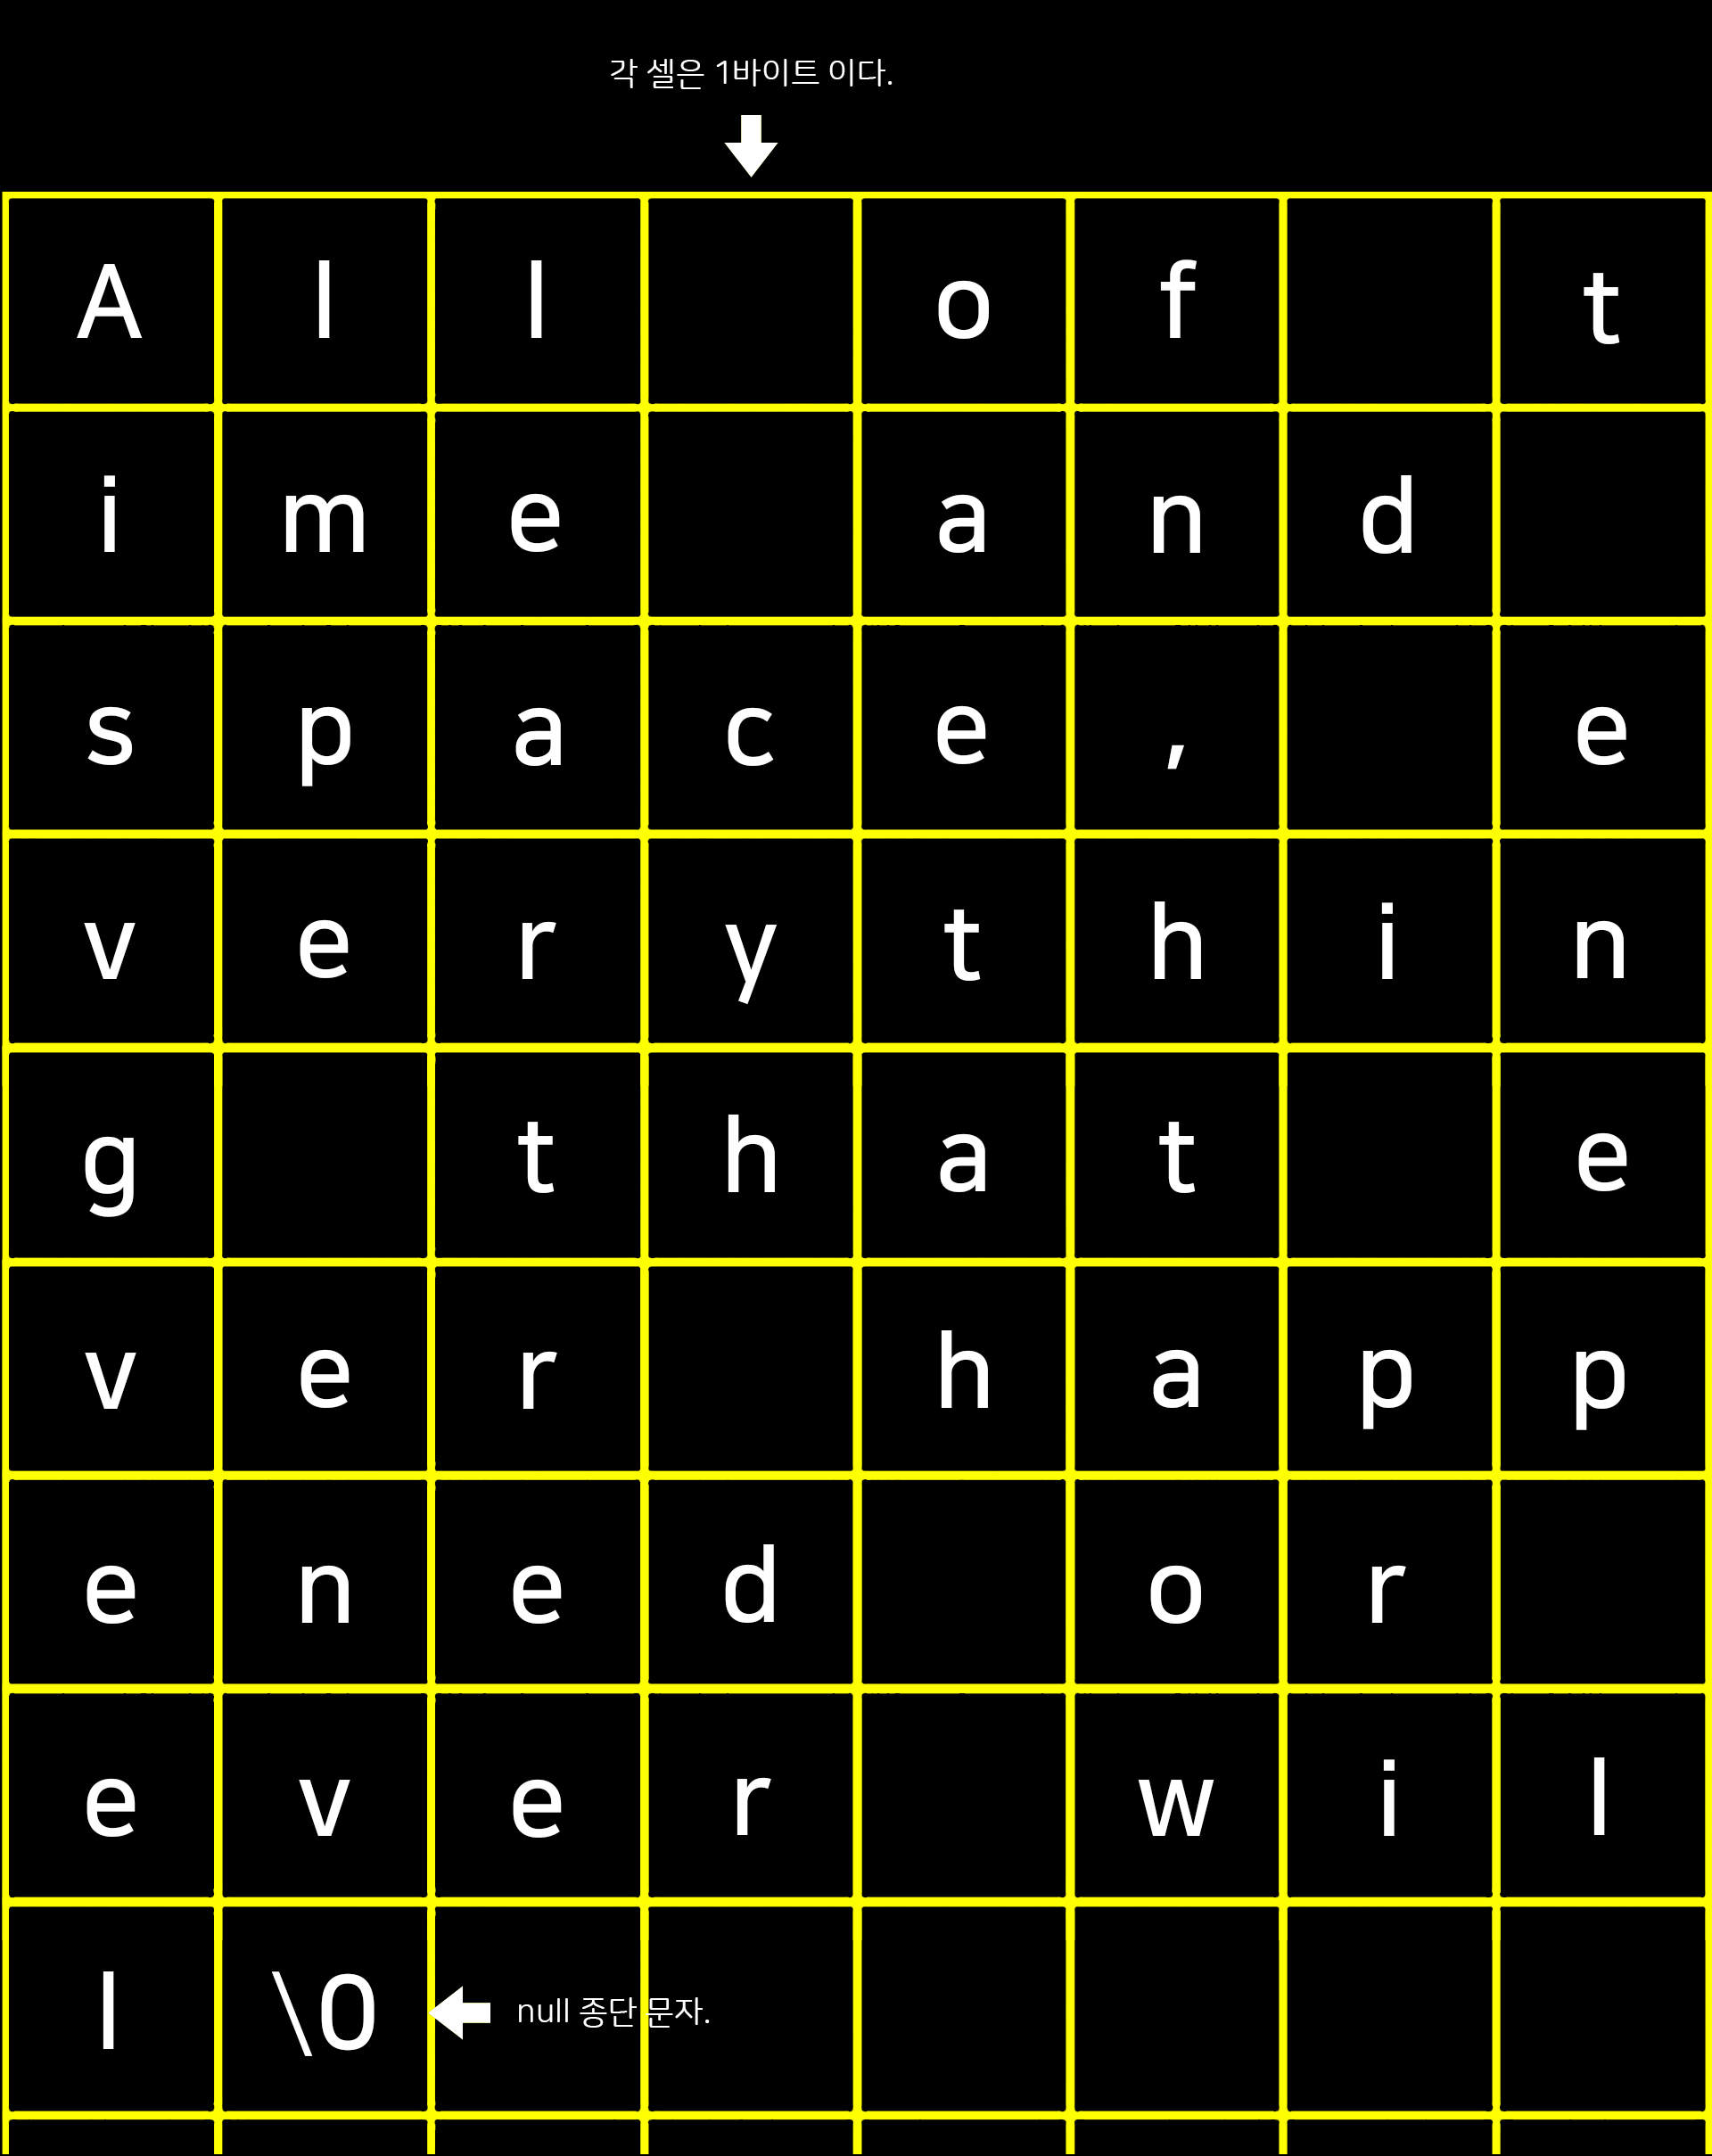 각 셀은 1바이트 이다.
A l l   o f   t
i m e   a n d
s p a c e ,   e
v e r y t h i n
g   t h a t   e
v e r   h a p p
e n e d   o r
e v e r   w i l
l \0 null 종단 문자.